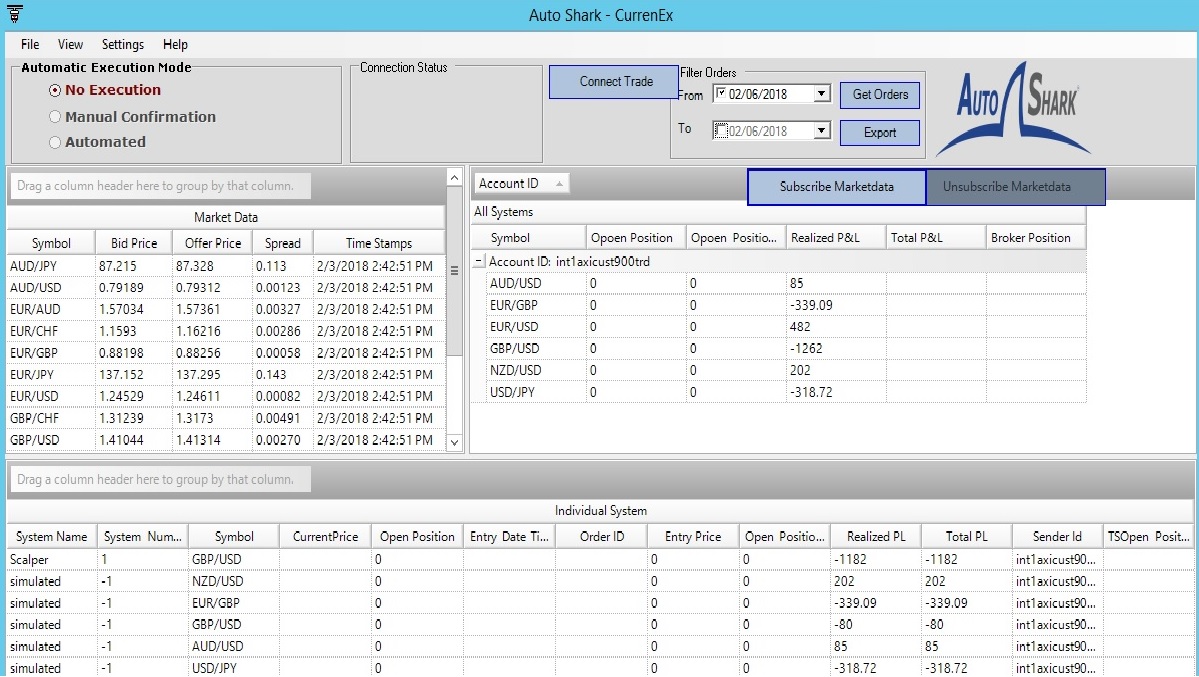 Auto Shark - CurrenEx
File View Settings Help
Automatic Execution Mode
No Execution
Manual Confirmation
Automated
Connection Status
Connect Trade
Filter Orders
From 02/06/2018 Get Orders
To 02/06/2018 Export
AUTO SHARK
Drag a column header here to group by that column.
Market Data
Symbol Bid Price Offer Price Spread Time Stamps
AUD/JPY 87.215 87.328 0.113 2/3/2018 2:42:51 PM
AUD/USD 0.79189 0.79312 0.00123 2/3/2018 2:42:51 PM
EUR/AUD 1.57034 1.57361 0.00327 2/3/2018 2:42:51 PM
EUR/CHF 1.1593 1.16216 0.00286 2/3/2018 2:42:51 PM
EUR/GBP 0.88198 0.88256 0.00058 2/3/2018 2:42:51 PM
EUR/JPY 137.152 137.295 0.143 2/3/2018 2:42:51 PM
EUR/USD 1.24529 1.24611 0.00082 2/3/2018 2:42:51 PM
GBP/CHF 1.31239 1.3173 0.00491 2/3/2018 2:42:51 PM
GBP/USD 1.41044 1.41314 0.00270 2/3/2018 2:42:51 PM
Account ID
Subscribe Marketdata Unsubscribe Marketdata
All Systems
Symbol Opoen Position Opoen Positio... Realized P&L Total P&L Broker Position
Account ID: int1axicust900trd
AUD/USD 0 0 85
EUR/GBP 0 0 -339.09
EUR/USD 0 0 482
GBP/USD 0 0 -1262
NZD/USD 0 0 202
USD/JPY 0 0 -318.72
Drag a column header here to group by that column.
Individual System
System Name System Num... Symbol CurrentPrice Open Position Entry Date Ti... Order ID Entry Price Open Positio... Realized PL Total PL Sender Id TSOpen Posit...
Scalper 1 GBP/USD 0 0 0 -1182 -1182 int1axicust90...
simulated -1 NZD/USD 0 0 0 202 202 int1axicust90...
simulated -1 EUR/GBP 0 0 0 -339.09 -339.09 int1axicust90...
simulated -1 GBP/USD 0 0 0 -80 -80 int1axicust90...
simulated -1 AUD/USD 0 0 0 85 85 int1axicust90...
simulated -1 USD/JPY 0 0 0 -318.72 -318.72 int1axicust90...